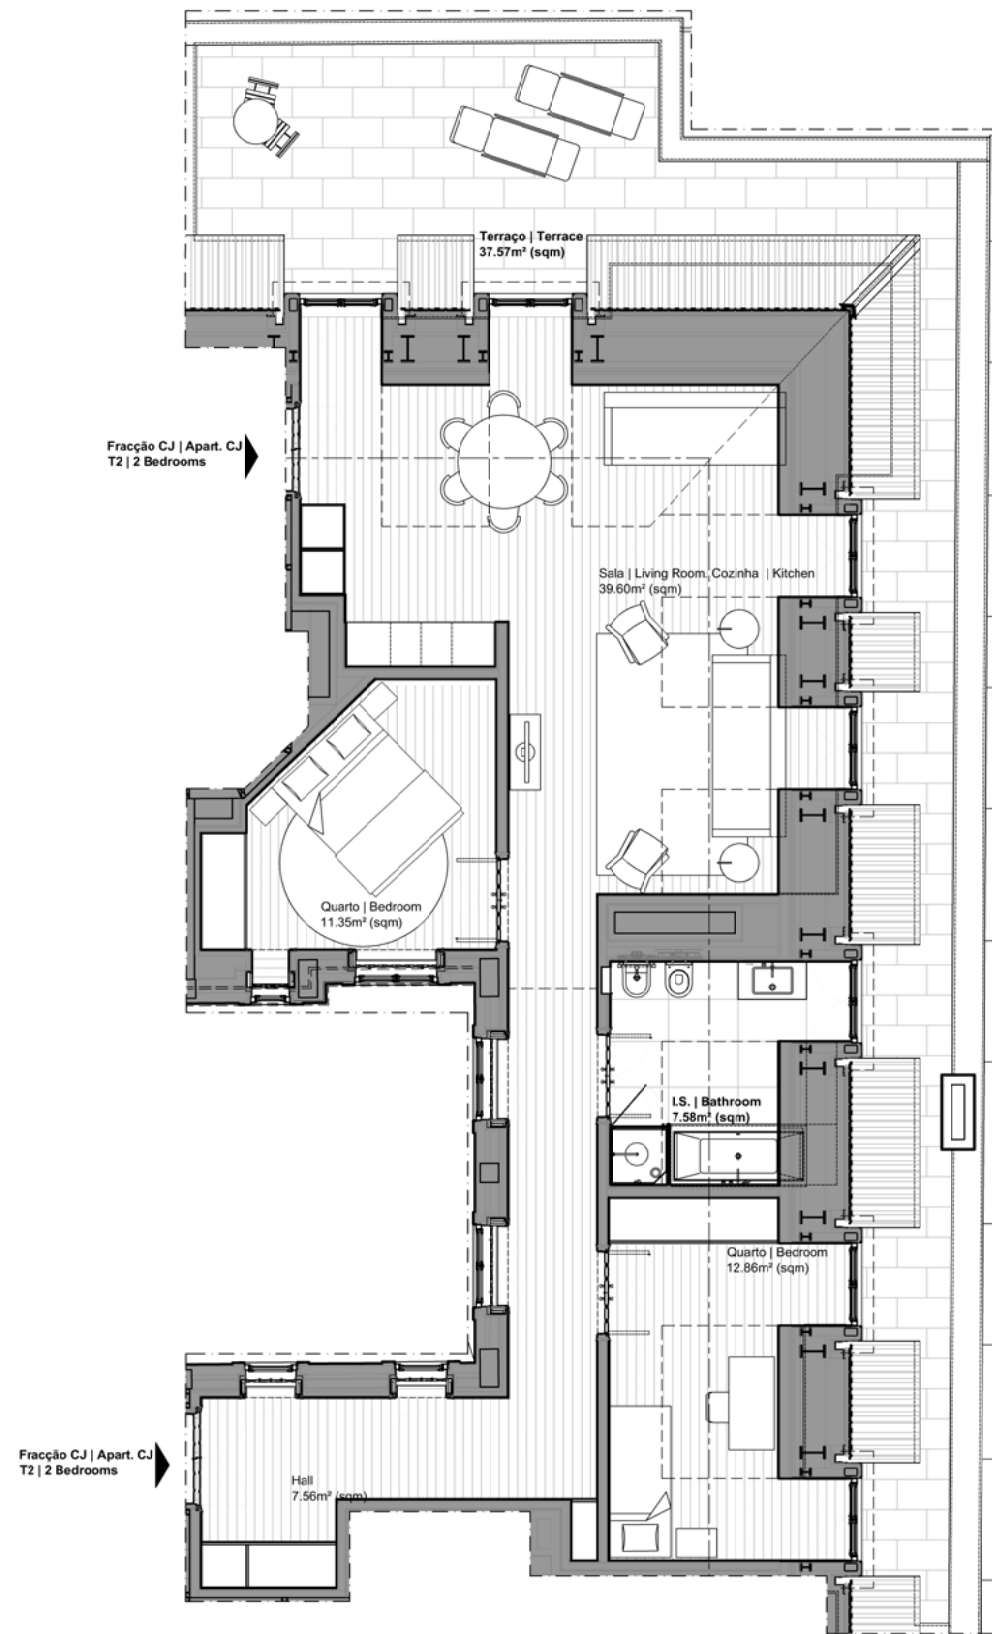 Terraço | Terrace
37.57m² (sqm)
Fracção CJ | Apart. CJ
T2 | 2 Bedrooms
Sala | Living Room, Cozinha | Kitchen
39.60m² (sqm)
Quarto | Bedroom
11.35m² (sqm)
I.S. | Bathroom
7.58m² (sqm)
Quarto | Bedroom
12.86m² (sqm)
Fracção CJ | Apart. CJ
T2 | 2 Bedrooms
Hall
7.56m² (sqm)